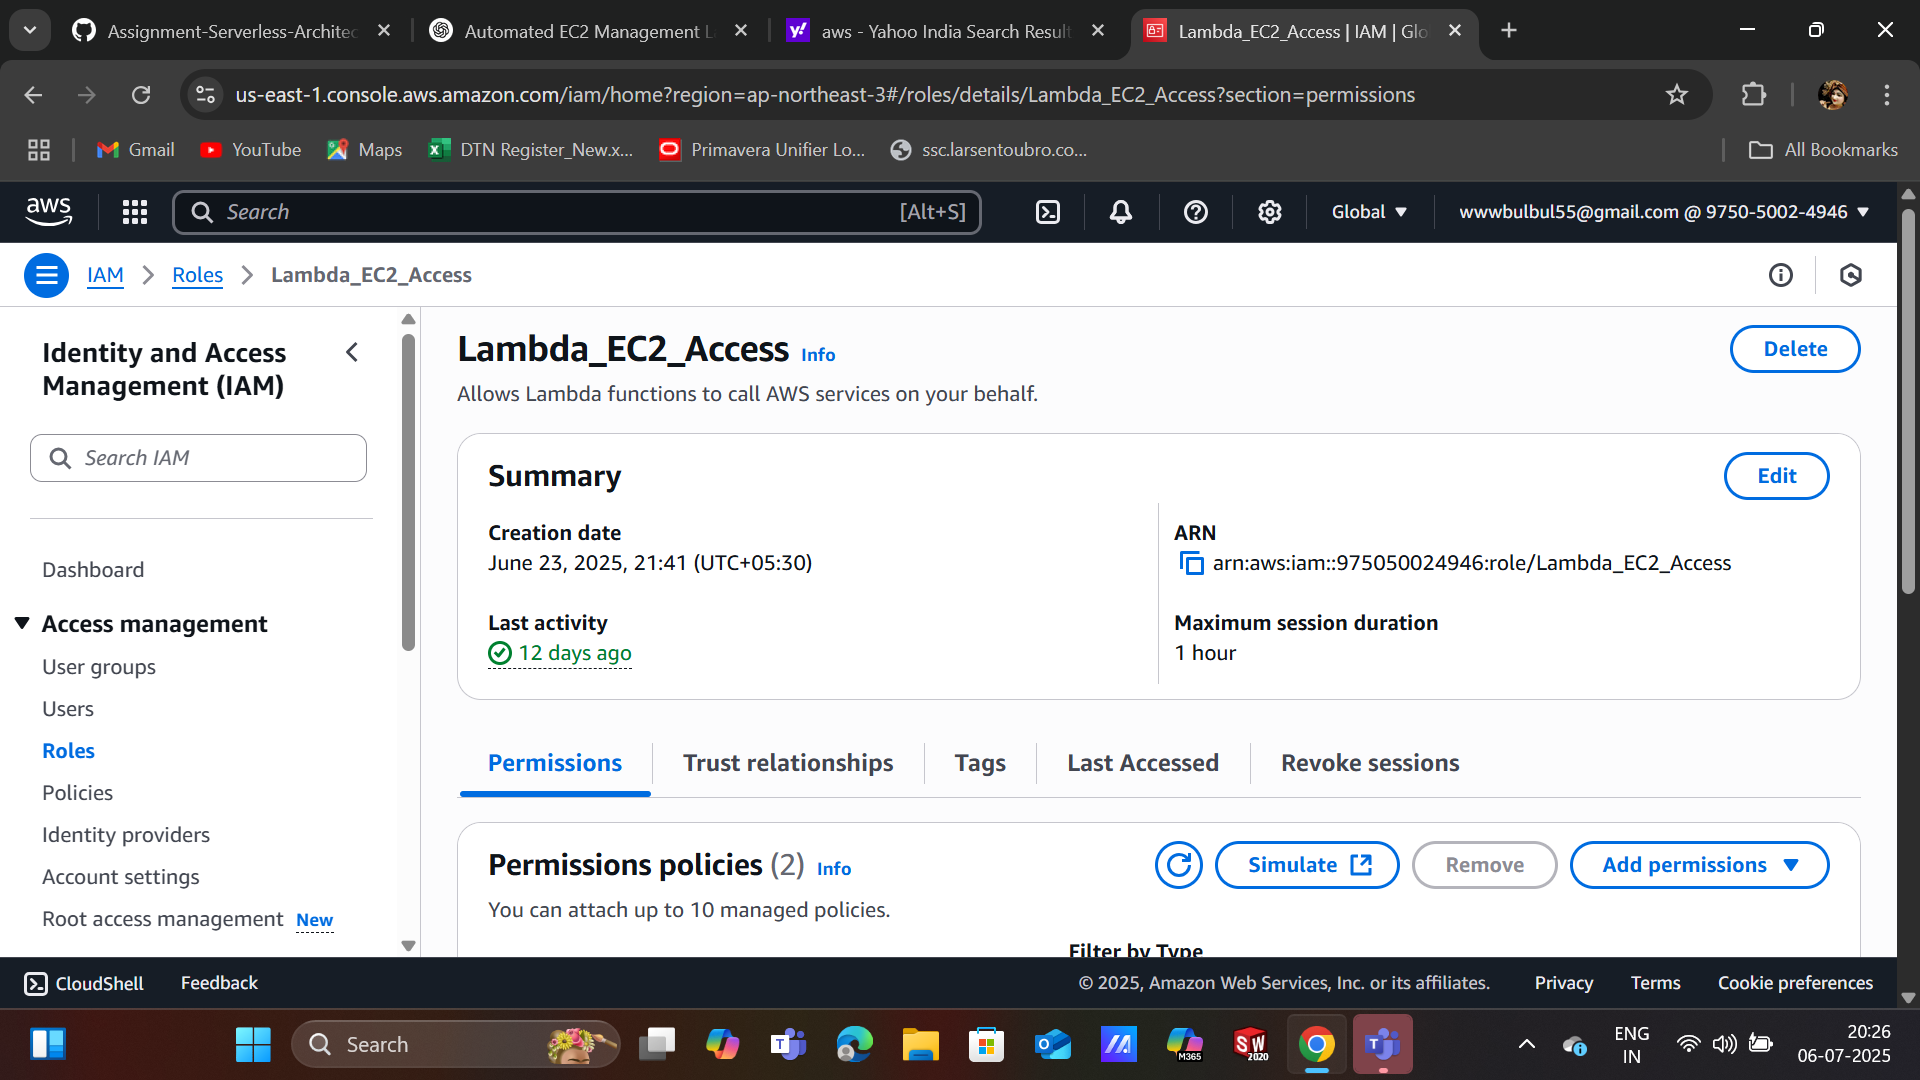 Assignment-Serverless-Architec
Automated EC2 Management L
aws - Yahoo India Search Result
Lambda_EC2_Access | IAM | Glo
us-east-1.console.aws.amazon.com/iam/home?region=ap-northeast-3#/roles/details/Lambda_EC2_Access?section=permissions
Gmail
YouTube
Maps
DTN Register_New.x...
Primavera Unifier Lo...
ssc.larsentoubro.co...
All Bookmarks
aws
Search
[Alt+S]
Global
wwwbulbul55@gmail.com @ 9750-5002-4946
IAM
Roles
Lambda_EC2_Access
Identity and Access
Management (IAM)
Search IAM
Dashboard
Access management
User groups
Users
Roles
Policies
Identity providers
Account settings
Root access management New
Lambda_EC2_Access Info
Delete
Allows Lambda functions to call AWS services on your behalf.
Summary
Edit
Creation date
June 23, 2025, 21:41 (UTC+05:30)
ARN
arn:aws:iam::975050024946:role/Lambda_EC2_Access
Last activity
12 days ago
Maximum session duration
1 hour
Permissions
Trust relationships
Tags
Last Accessed
Revoke sessions
Permissions policies (2) Info
Simulate
Remove
Add permissions
You can attach up to 10 managed policies.
Filter by Type
CloudShell
Feedback
© 2025, Amazon Web Services, Inc. or its affiliates.
Privacy
Terms
Cookie preferences
Search
M365
SW
2020
ENG
IN
20:26
06-07-2025